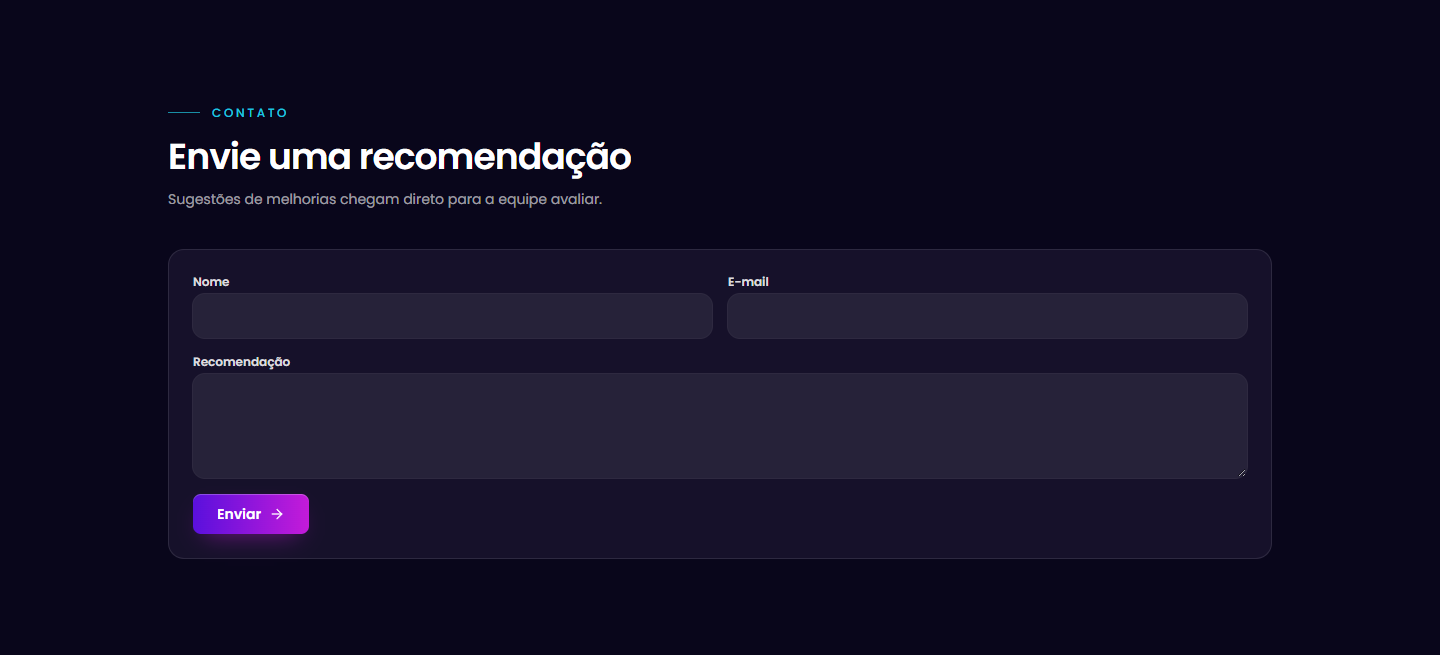 CONTATO
Envie uma recomendação
Sugestões de melhorias chegam direto para a equipe avaliar.
Nome
E-mail
Recomendação
Enviar →